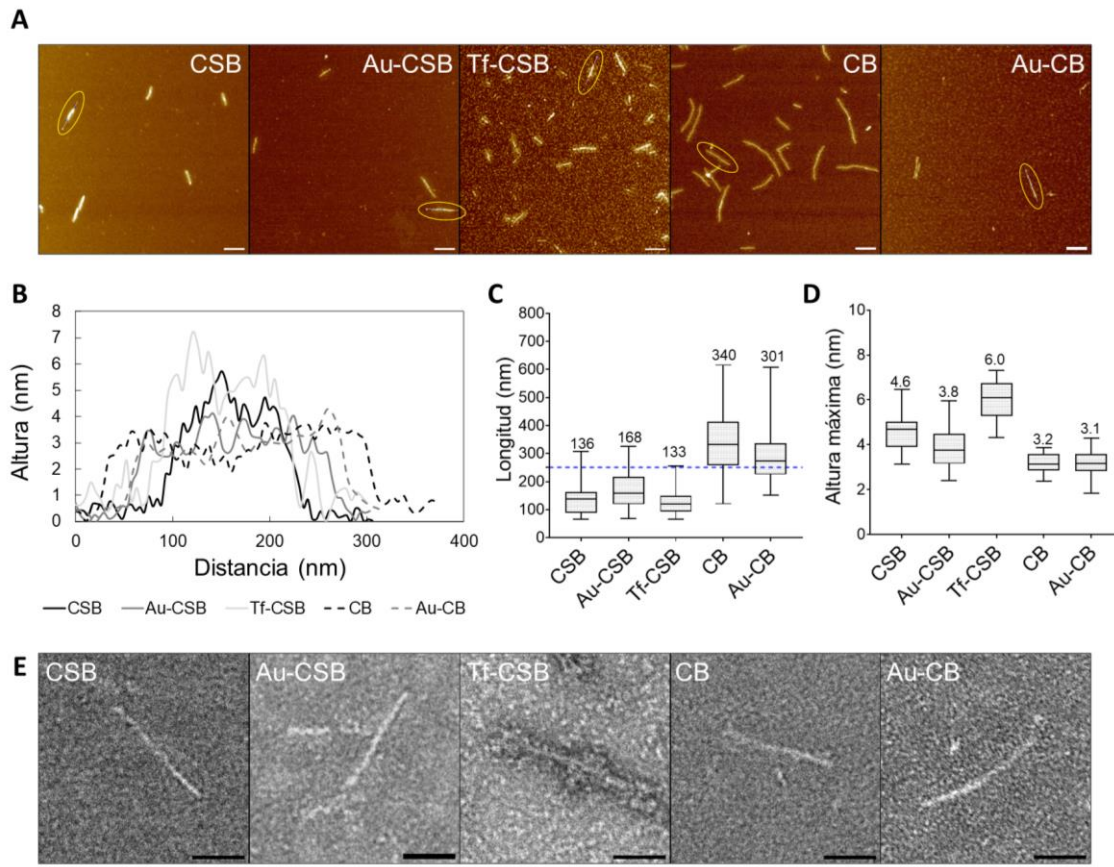 A
CSB Au-CSB Tf-CSB CB Au-CB
B
8
7
6
5
4
3
2
1
0
Altura (nm)
0 100 200 300 400
Distancia (nm)
CSB Au-CSB Tf-CSB CB Au-CB
C
800
700
600
500
400
300
200
100
0
Longitud (nm)
136 168 133 340 301
CSB Au-CSB Tf-CSB CB Au-CB
D
10
8
6
4
2
0
Altura máxima (nm)
4.6 3.8 6.0 3.2 3.1
CSB Au-CSB Tf-CSB CB Au-CB
E
CSB Au-CSB Tf-CSB CB Au-CB